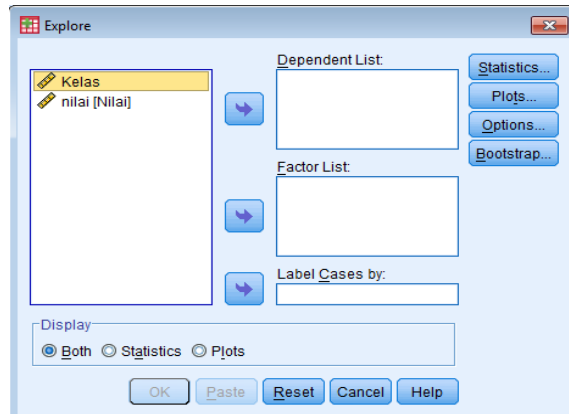 Explore
Kelas
nilai [Nilai]
Dependent List:
Factor List:
Label Cases by:
Statistics...
Plots...
Options...
Bootstrap...
Display
Both Statistics Plots
OK Paste Reset Cancel Help